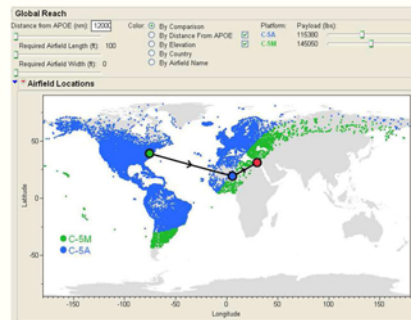 Global Reach
Distance from APOE (nm): 12000
Color:
By Comparison
By Distance From APOE
By Elevation
By Country
By Airfield Name
Required Airfield Length (ft): 100
Required Airfield Width (ft): 0
Platform: Payload (lbs):
C-5A 115380
C-5M 145050
Airfield Locations
Latitude
50
0
-50
C-5M
C-5A
-150 -100 -50 0 50 100 150
Longitude